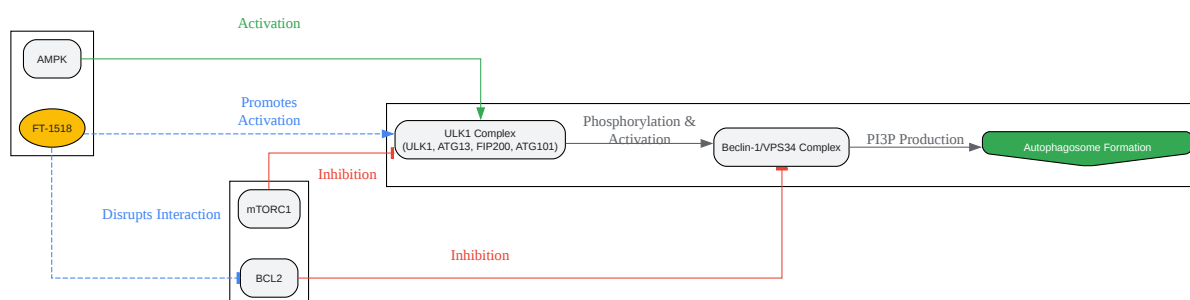 Activation
AMPK
FT-1518
Promotes
Activation
ULK1 Complex
(ULK1, ATG13, FIP200, ATG101)
Phosphorylation &
Activation
Beclin-1/VPS34 Complex
PI3P Production
Autophagosome Formation
Inhibition
mTORC1
Disrupts Interaction
Inhibition
BCL2